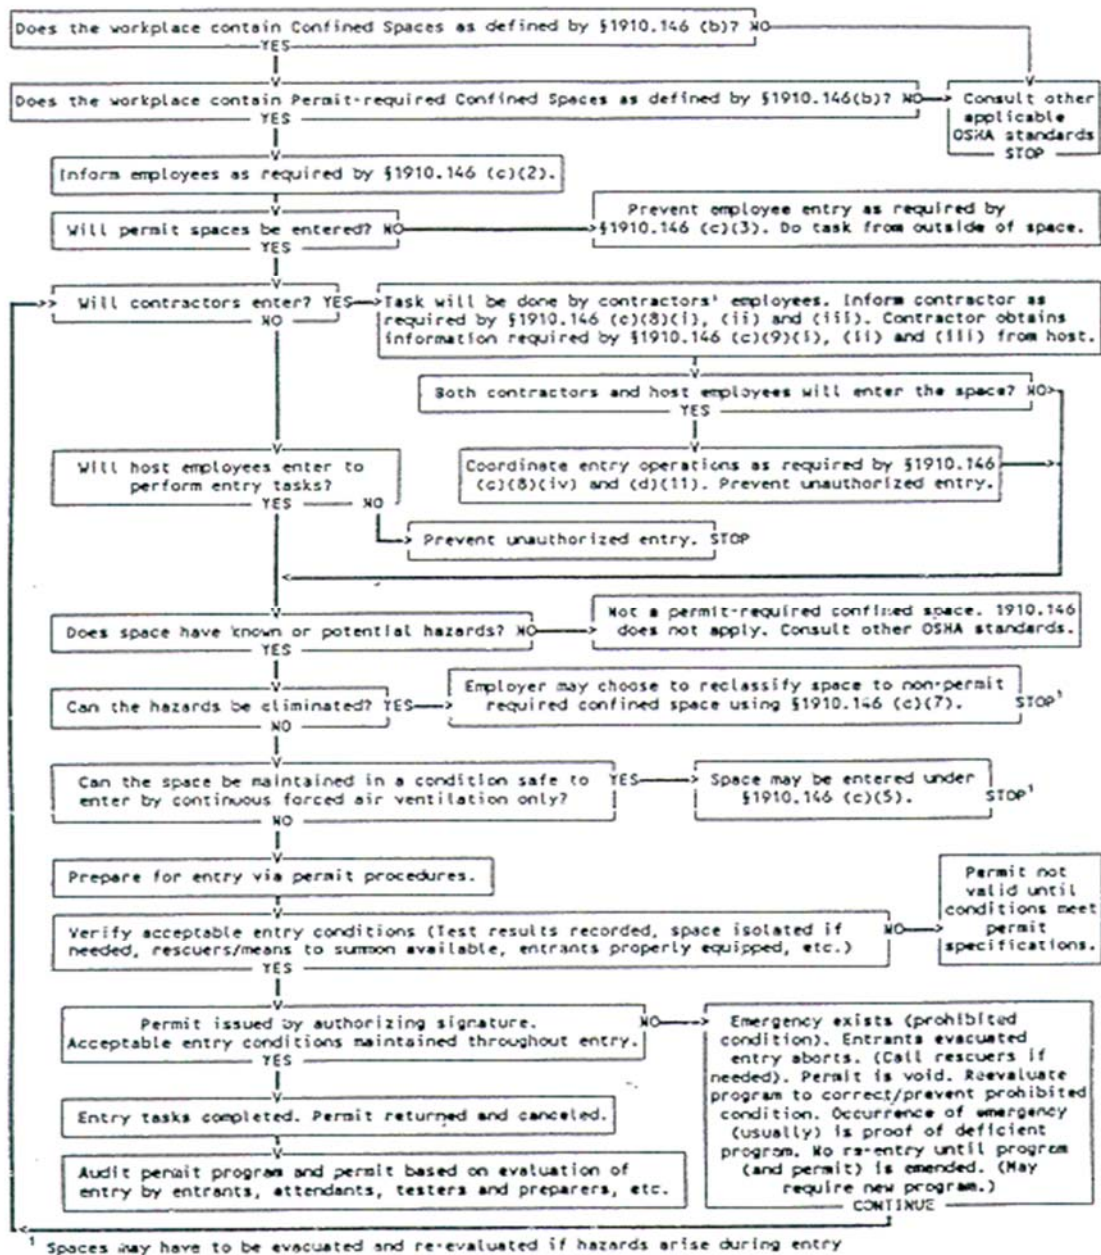 Does the workplace contain Confined Spaces as defined by §1910.146 (b)? NO
YES
Does the workplace contain Permit-required Confined Spaces as defined by §1910.146(b)? NO
YES
Consult other
applicable
OSHA standards
STOP
Inform employees as required by §1910.146 (c)(2).
Will permit spaces be entered? NO
YES
Prevent employee entry as required by
§1910.146 (c)(3). Do task from outside of space.
Will contractors enter? YES
NO
Task will be done by contractors' employees. Inform contractor as
required by §1910.146 (c)(8)(i), (ii) and (iii). Contractor obtains
information required by §1910.146 (c)(9)(i), (ii) and (iii) from host.
Both contractors and host employees will enter the space? NO
YES
Will host employees enter to
perform entry tasks?
YES NO
Coordinate entry operations as required by §1910.146
(c)(8)(iv) and (d)(11). Prevent unauthorized entry.
Prevent unauthorized entry. STOP
Does space have known or potential hazards? NO
YES
Not a permit-required confined space. 1910.146
does not apply. Consult other OSHA standards.
Can the hazards be eliminated? YES
NO
Employer may choose to reclassify space to non-permit
required confined space using §1910.146 (c)(7). STOP¹
Can the space be maintained in a condition safe to YES
enter by continuous forced air ventilation only?
NO
Space may be entered under
§1910.146 (c)(5). STOP¹
Prepare for entry via permit procedures.
Verify acceptable entry conditions (Test results recorded, space isolated if NO
needed, rescuers/means to summon available, entrants properly equipped, etc.)
YES
Permit not
valid until
conditions meet
permit
specifications.
Permit issued by authorizing signature. NO
Acceptable entry conditions maintained throughout entry.
YES
Emergency exists (prohibited
condition). Entrants evacuated
entry aborts. (Call rescuers if
needed). Permit is void. Reevaluate
program to correct/prevent prohibited
condition. Occurrence of emergency
(usually) is proof of deficient
program. No re-entry until program
(and permit) is emended. (May
require new program.)
CONTINUE
Entry tasks completed. Permit returned and canceled.
Audit permit program and permit based on evaluation of
entry by entrants, attendants, testers and preparers, etc.
¹ Spaces may have to be evacuated and re-evaluated if hazards arise during entry